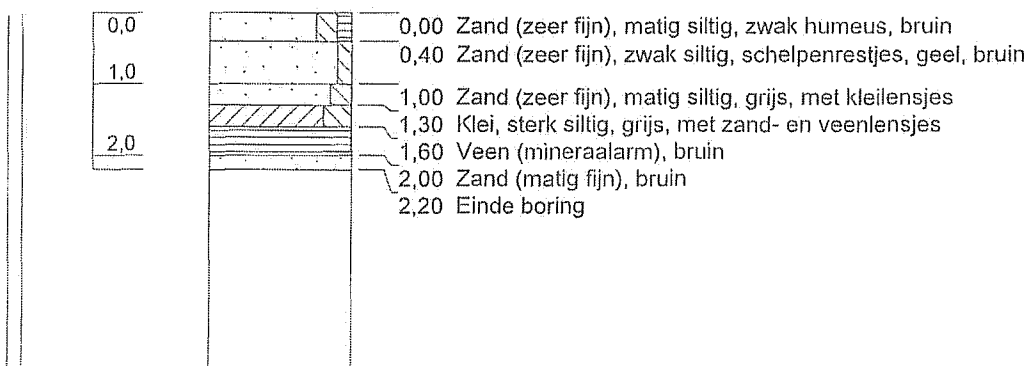 0,0
0,00 Zand (zeer fijn), matig siltig, zwak humeus, bruin
0,40 Zand (zeer fijn), zwak siltig, schelpenrestjes, geel, bruin
1,0
1,00 Zand (zeer fijn), matig siltig, grijs, met kleilensjes
1,30 Klei, sterk siltig, grijs, met zand- en veenlensjes
2,0
1,60 Veen (mineraalarm), bruin
2,00 Zand (matig fijn), bruin
2,20 Einde boring